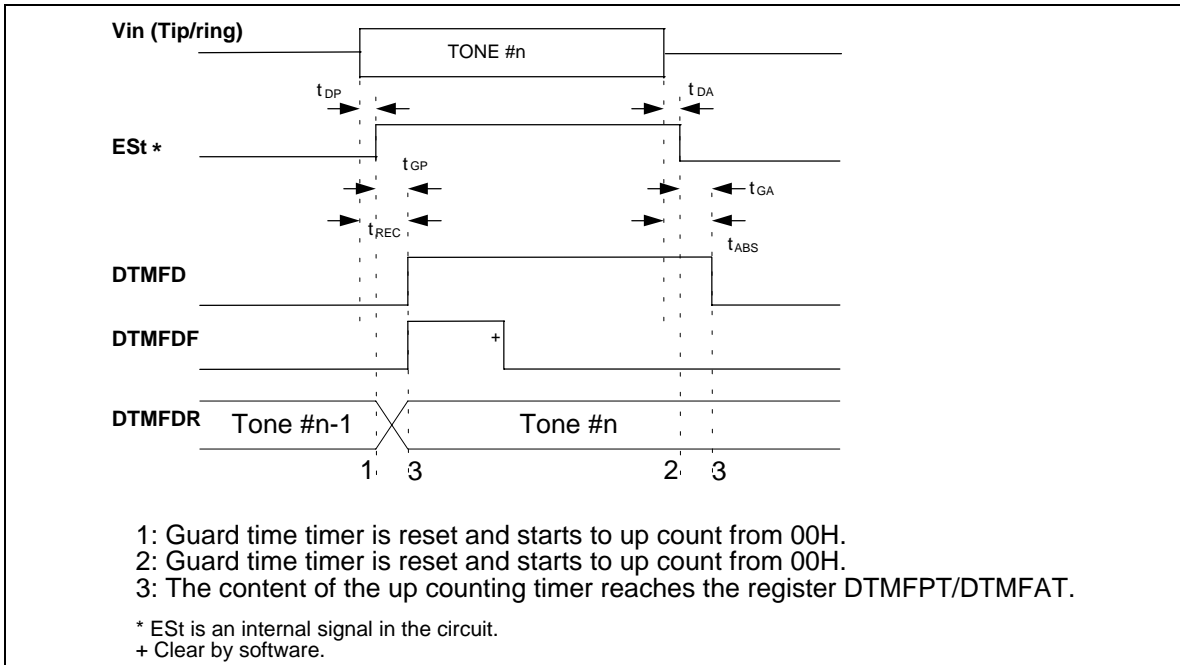 Vin (Tip/ring)
TONE #n
tDP
tDA
ESt *
tGP
tGA
tREC
tABS
DTMFD
DTMFDF
+
DTMFDR
Tone #n-1
Tone #n
1 3 2 3
1: Guard time timer is reset and starts to up count from 00H.
2: Guard time timer is reset and starts to up count from 00H.
3: The content of the up counting timer reaches the register DTMFPT/DTMFAT.
* ESt is an internal signal in the circuit.
+ Clear by software.